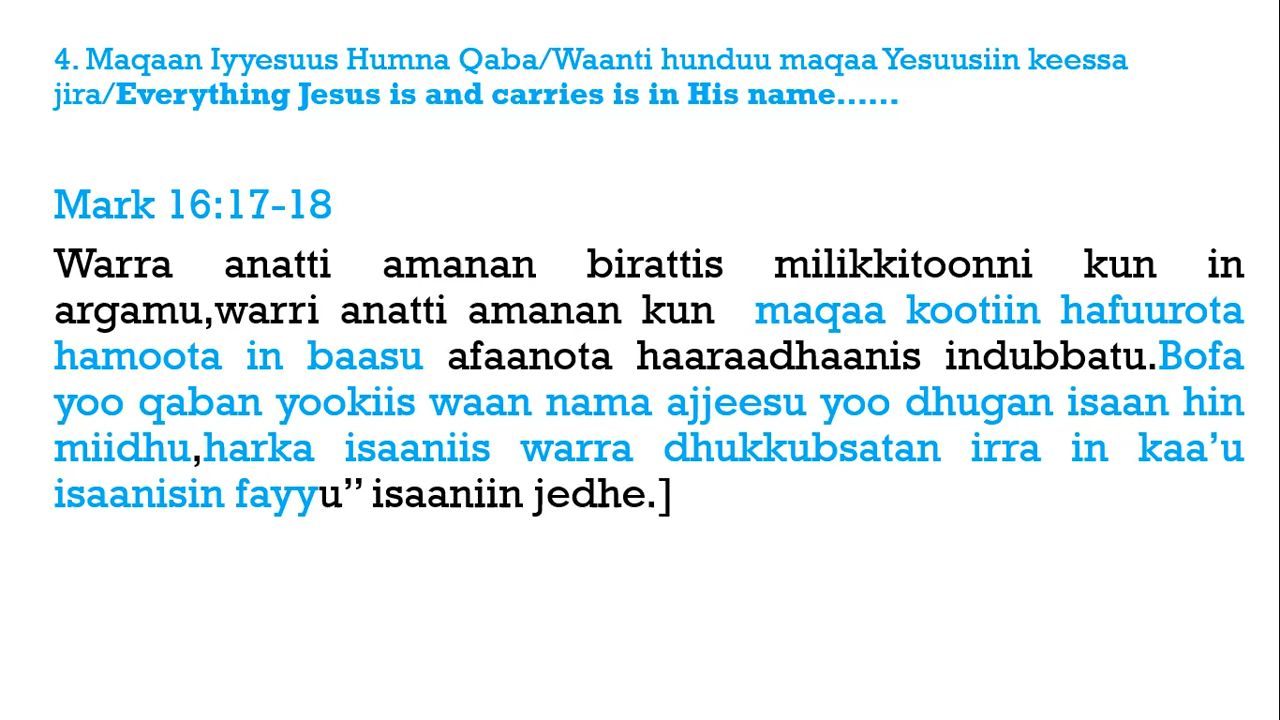 4. Maqaan Iyyesuus Humna Qaba/Waanti hunduu maqaa Yesuusiin keessa
jira/Everything Jesus is and carries is in His name……
Mark 16:17-18
Warra anatti amanan birattis milikkitoonni kun in
argamu,warri anatti amanan kun maqaa kootiin hafuurota
hamoota in baasu afaanota haaraadhaanis indubbatu.Bofa
yoo qaban yookiis waan nama ajjeesu yoo dhugan isaan hin
miidhu,harka isaaniis warra dhukkubsatan irra in kaa’u
isaanisin fayyu” isaaniin jedhe.]